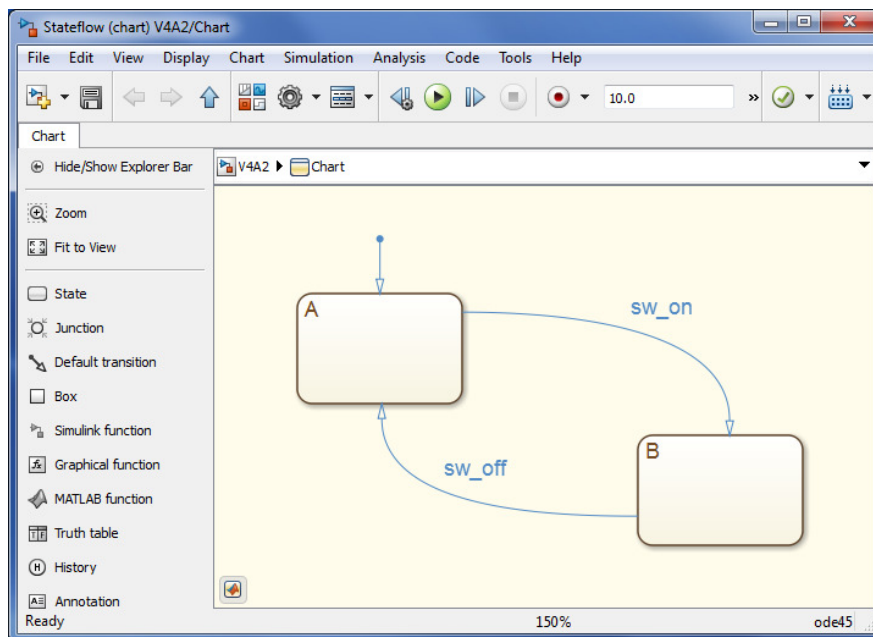 Stateflow (chart) V4A2/Chart
File Edit View Display Chart Simulation Analysis Code Tools Help
10.0 »
Chart
Hide/Show Explorer Bar
V4A2 Chart
Zoom
Fit to View
State
Junction
Default transition
Box
Simulink function
fx Graphical function
MATLAB function
TF Truth table
H History
A Annotation
A
sw_on
B
sw_off
Ready 150% ode45